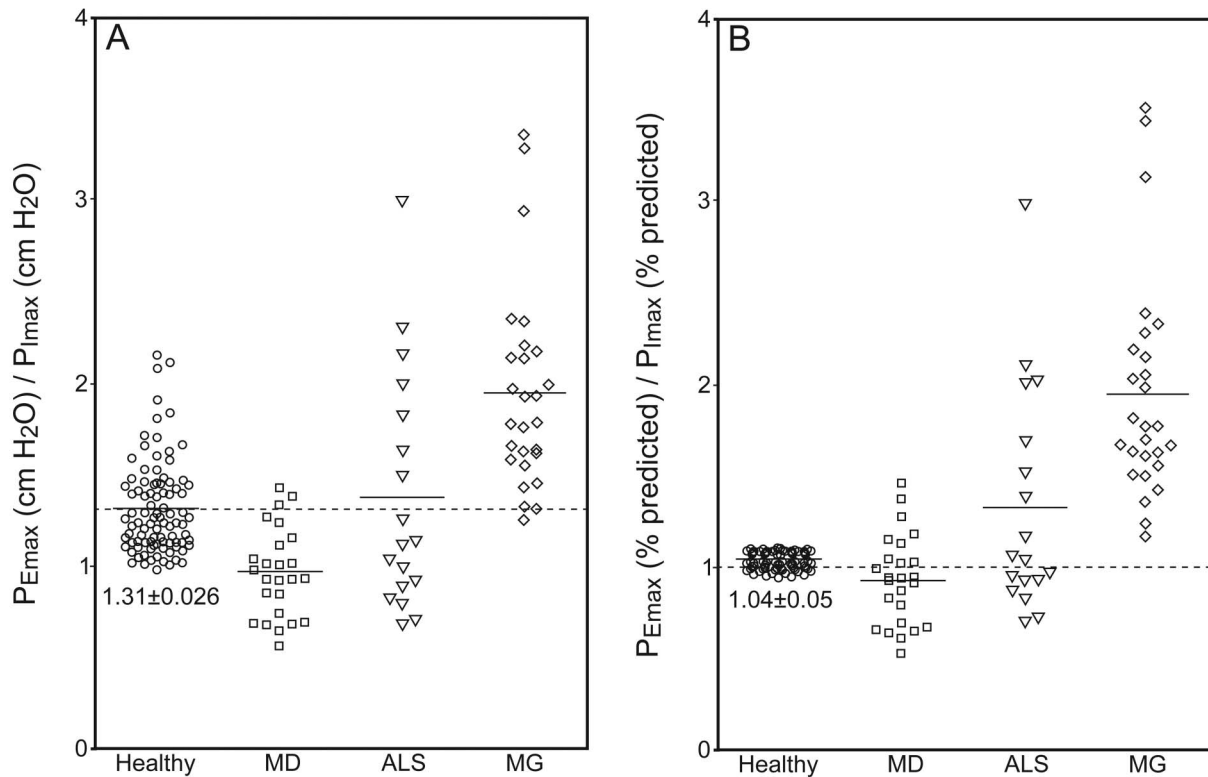 A
PEmax (cm H2O) / PImax (cm H2O)
4
3
2
1
0
1.31±0.026
Healthy MD ALS MG
B
PEmax (% predicted) / PImax (% predicted)
4
3
2
1
0
1.04±0.05
Healthy MD ALS MG